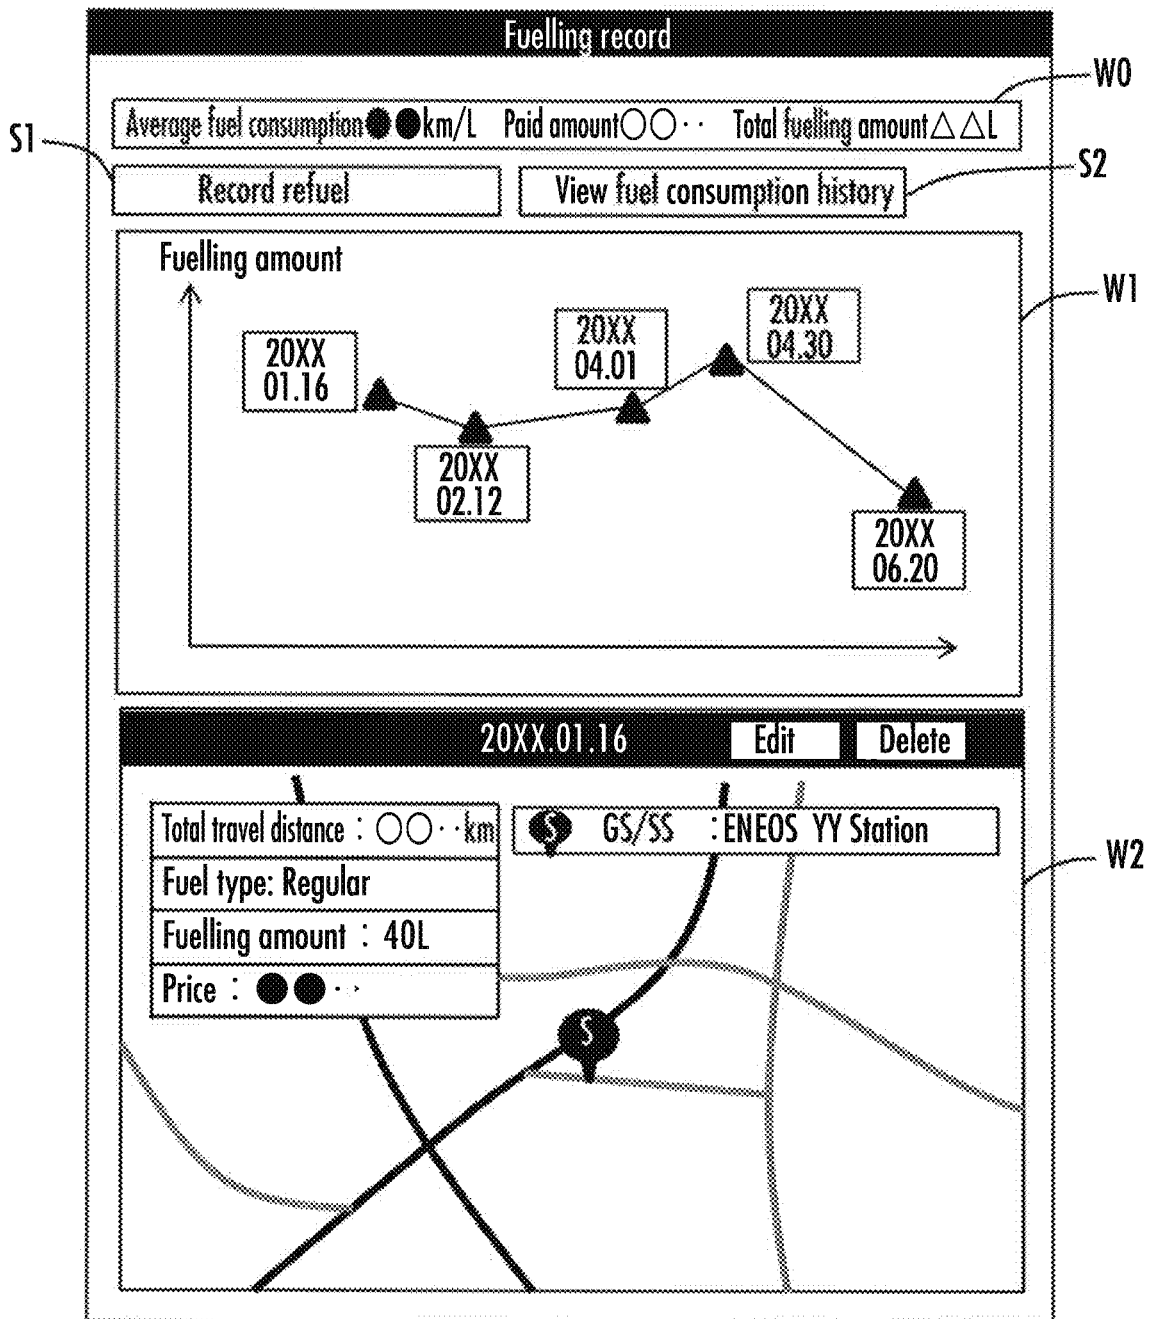 Fuelling record
W0
Average fuel consumption●●km/L Paid amount○○‥ Total fuelling amount△△L
S1
S2
Record refuel
View fuel consumption history
W1
Fuelling amount
20XX
01.16
20XX
02.12
20XX
04.01
20XX
04.30
20XX
06.20
20XX.01.16 Edit Delete
Total travel distance : ○○‥km
S GS/SS :ENEOS YY Station
W2
Fuel type: Regular
Fuelling amount : 40L
Price : ●●‥
S